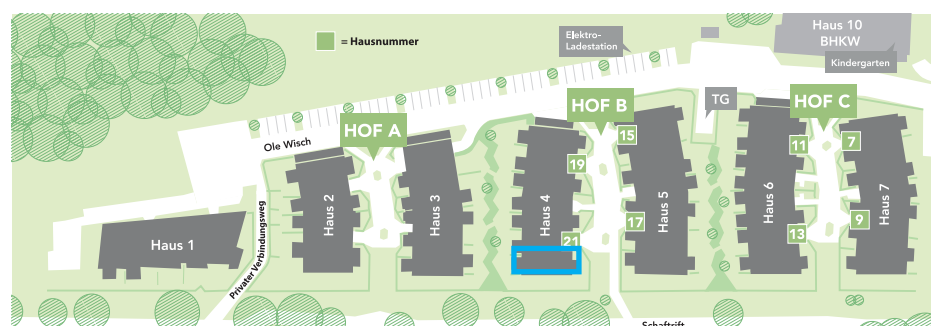 Haus 10
BHKW
Kindergarten
Elektro-
Ladestation
= Hausnummer
TG
HOF A
HOF B
HOF C
Ole Wisch
15
19
17
21
11
7
13
9
Haus 1
Haus 2
Haus 3
Haus 4
Haus 5
Haus 6
Haus 7
Privater Verbindungsweg
Schaftrift